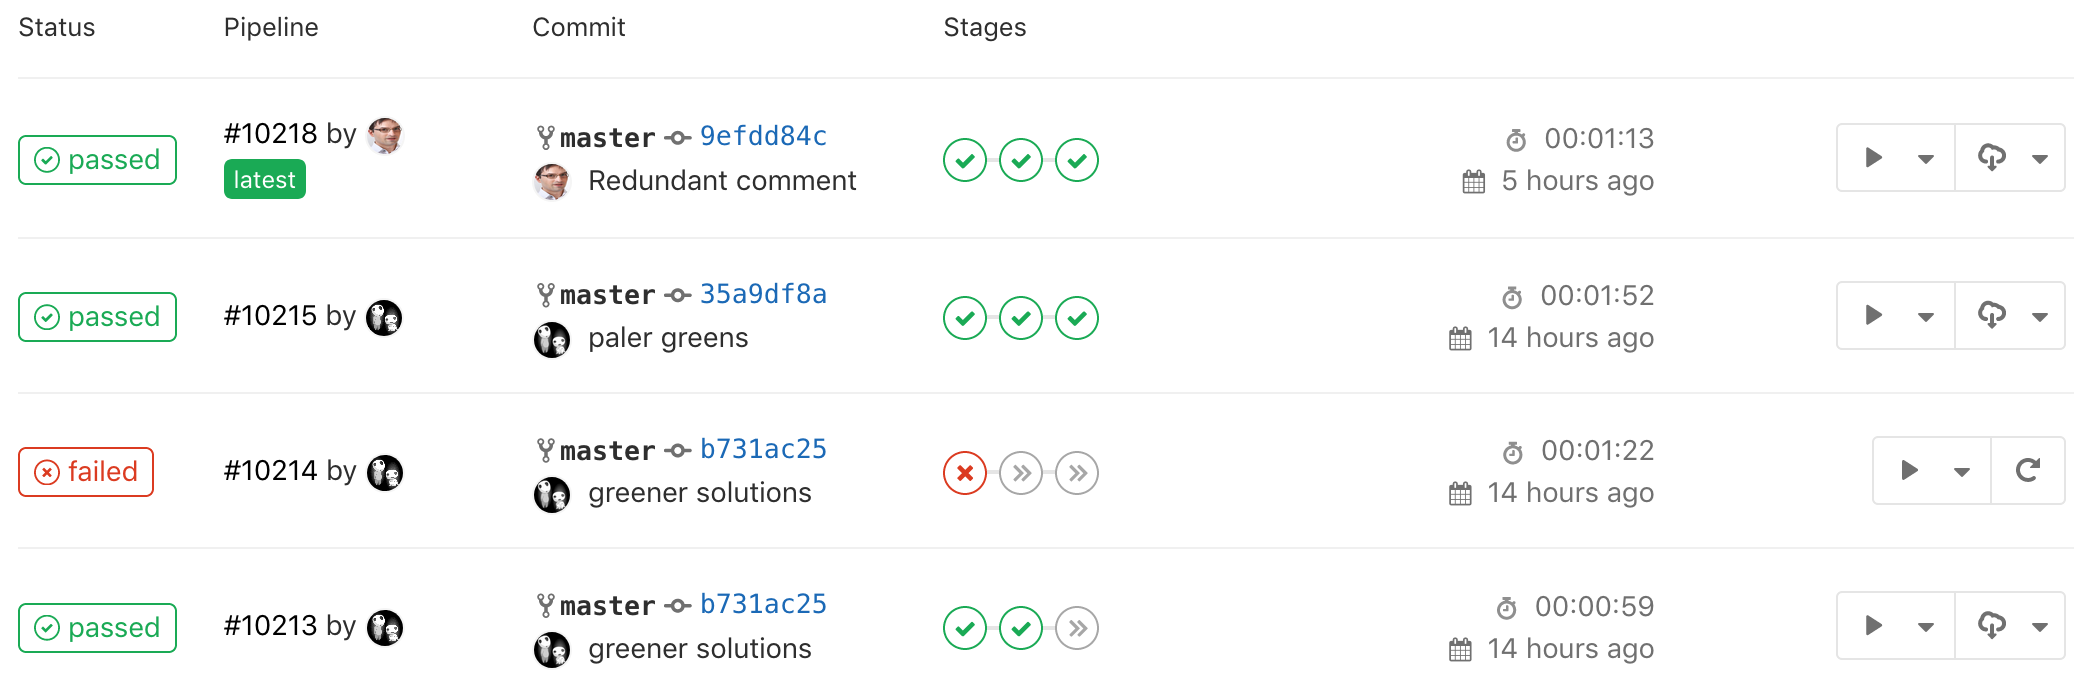 Status Pipeline Commit Stages
passed #10218 by latest master 9efdd84c Redundant comment 00:01:13 5 hours ago
passed #10215 by master 35a9df8a paler greens 00:01:52 14 hours ago
failed #10214 by master b731ac25 greener solutions 00:01:22 14 hours ago
passed #10213 by master b731ac25 greener solutions 00:00:59 14 hours ago